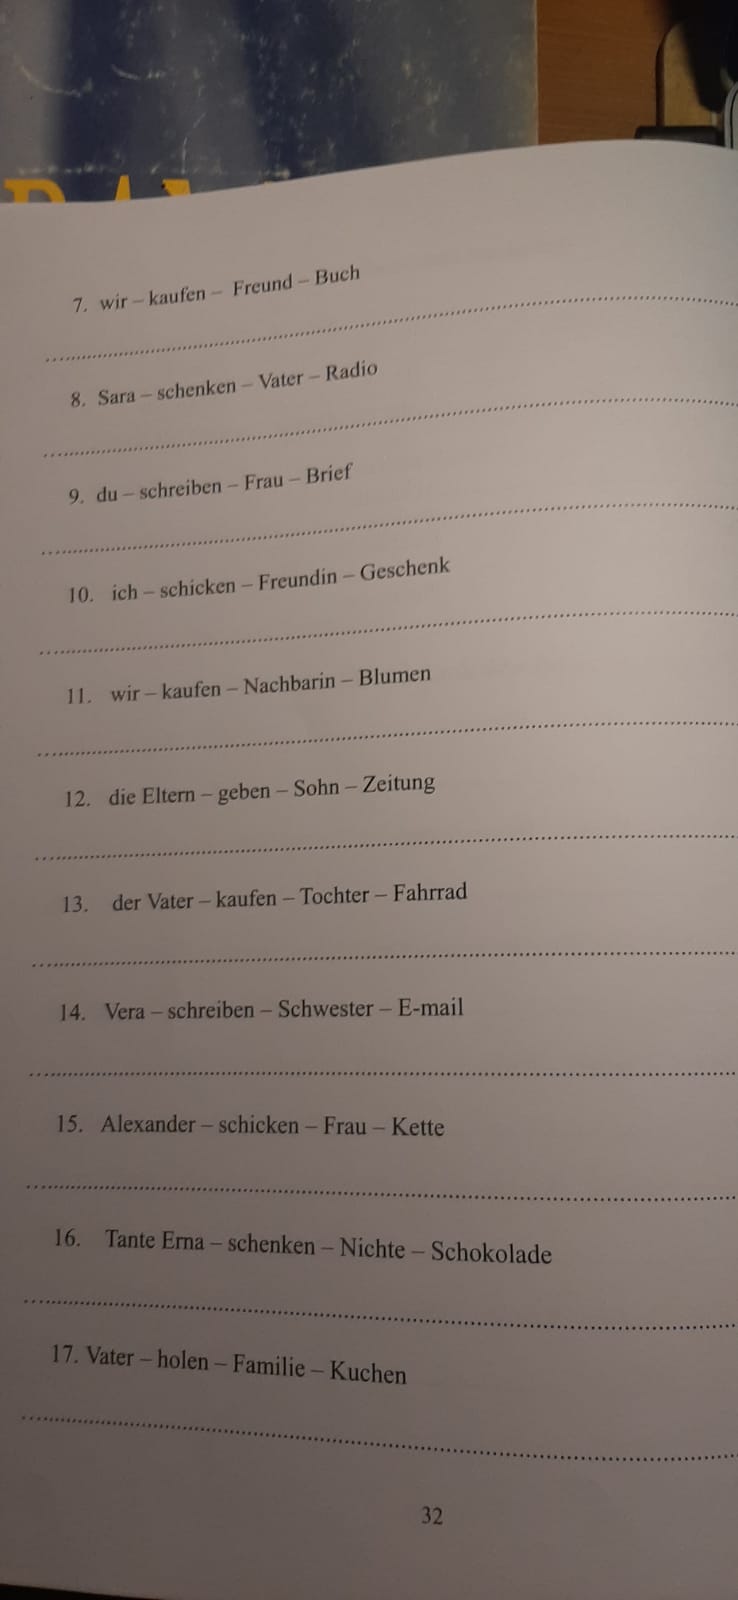 7. wir – kaufen – Freund – Buch
8. Sara – schenken – Vater – Radio
9. du – schreiben – Frau – Brief
10. ich – schicken – Freundin – Geschenk
11. wir – kaufen – Nachbarin – Blumen
12. die Eltern – geben – Sohn – Zeitung
13. der Vater – kaufen – Tochter – Fahrrad
14. Vera – schreiben – Schwester – E-mail
15. Alexander – schicken – Frau – Kette
16. Tante Erna – schenken – Nichte – Schokolade
17. Vater – holen – Familie – Kuchen
32